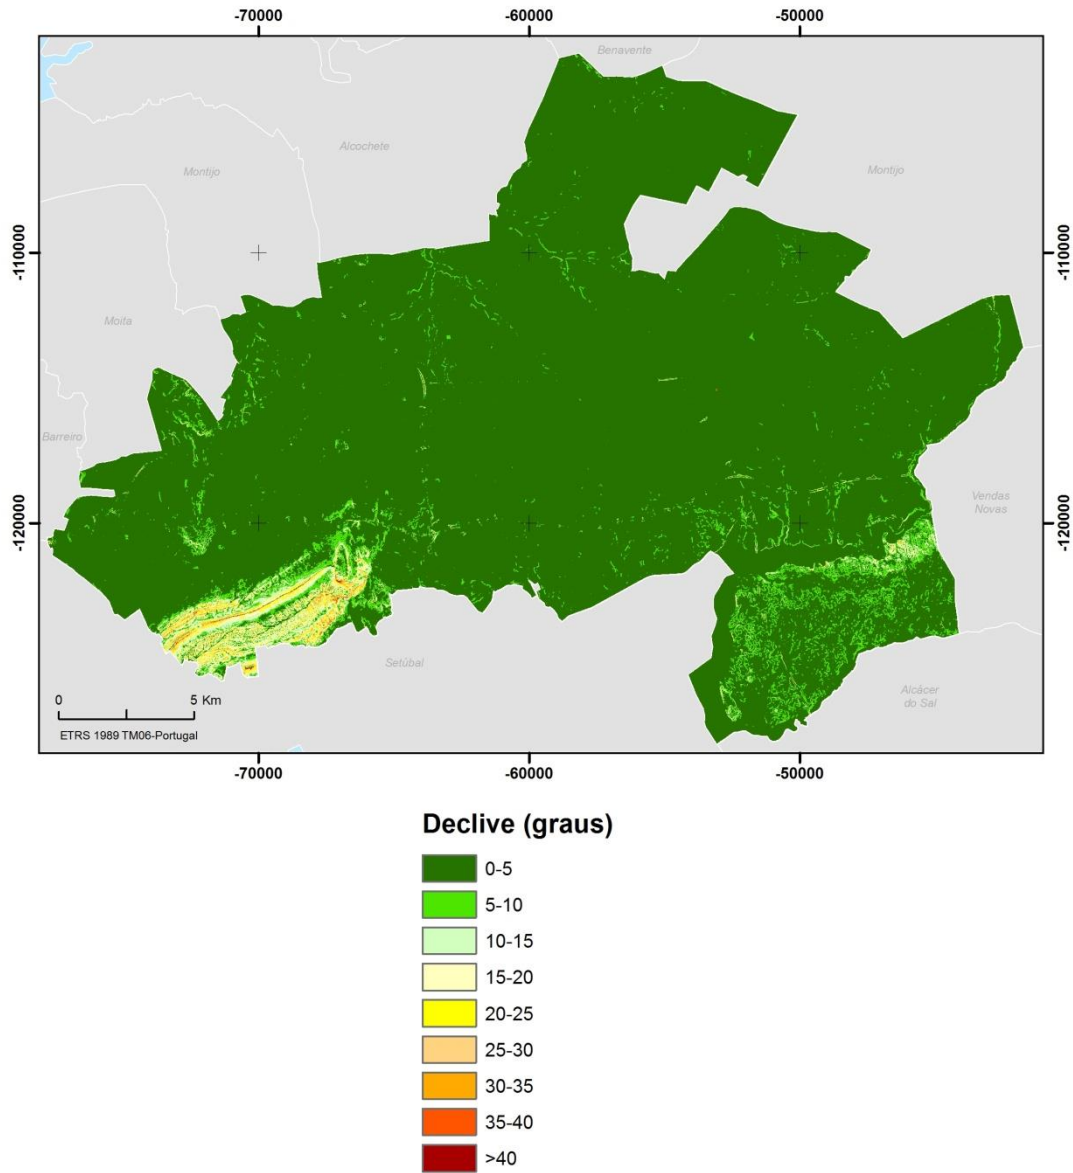 -70000
-60000
-50000
Benavente
Alcochete
Montijo
Montijo
-110000
-110000
Moita
Barreiro
Vendas
Novas
-120000
-120000
Setúbal
Alcácer
do Sal
0
5 Km
ETRS 1989 TM06-Portugal
-70000
-60000
-50000
Declive (graus)
0-5
5-10
10-15
15-20
20-25
25-30
30-35
35-40
>40